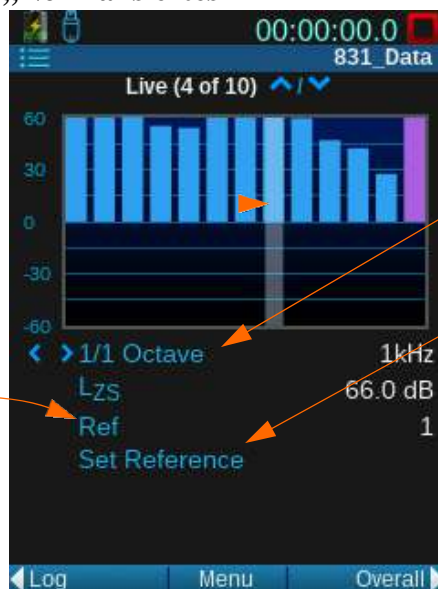 00:00:00.0
831_Data
Live (4 of 10) /
60
30
0
-30
-60
< > 1/1 Octave 1kHz
LZS 66.0 dB
Ref 1
Set Reference
Log Menu Overall